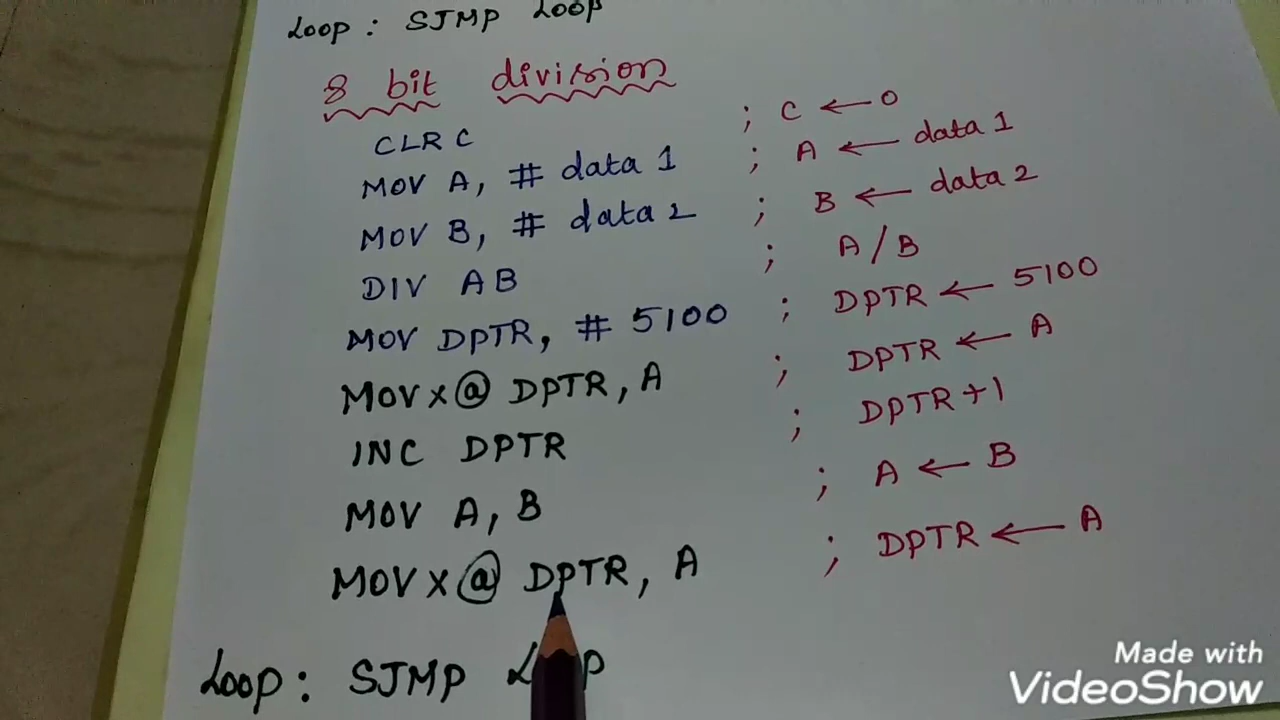 Loop : SJMP Loop
8 bit division
CLR C ; C ← 0
MOV A, # data 1 ; A ← data 1
MOV B, # data 2 ; B ← data 2
DIV AB ; A/B
MOV DPTR, # 5100 ; DPTR ← 5100
MOVX @ DPTR, A ; DPTR ← A
INC DPTR ; DPTR + 1
MOV A, B ; A ← B
MOVX @ DPTR, A ; DPTR ← A
Loop : SJMP Loop
Made with
VideoShow